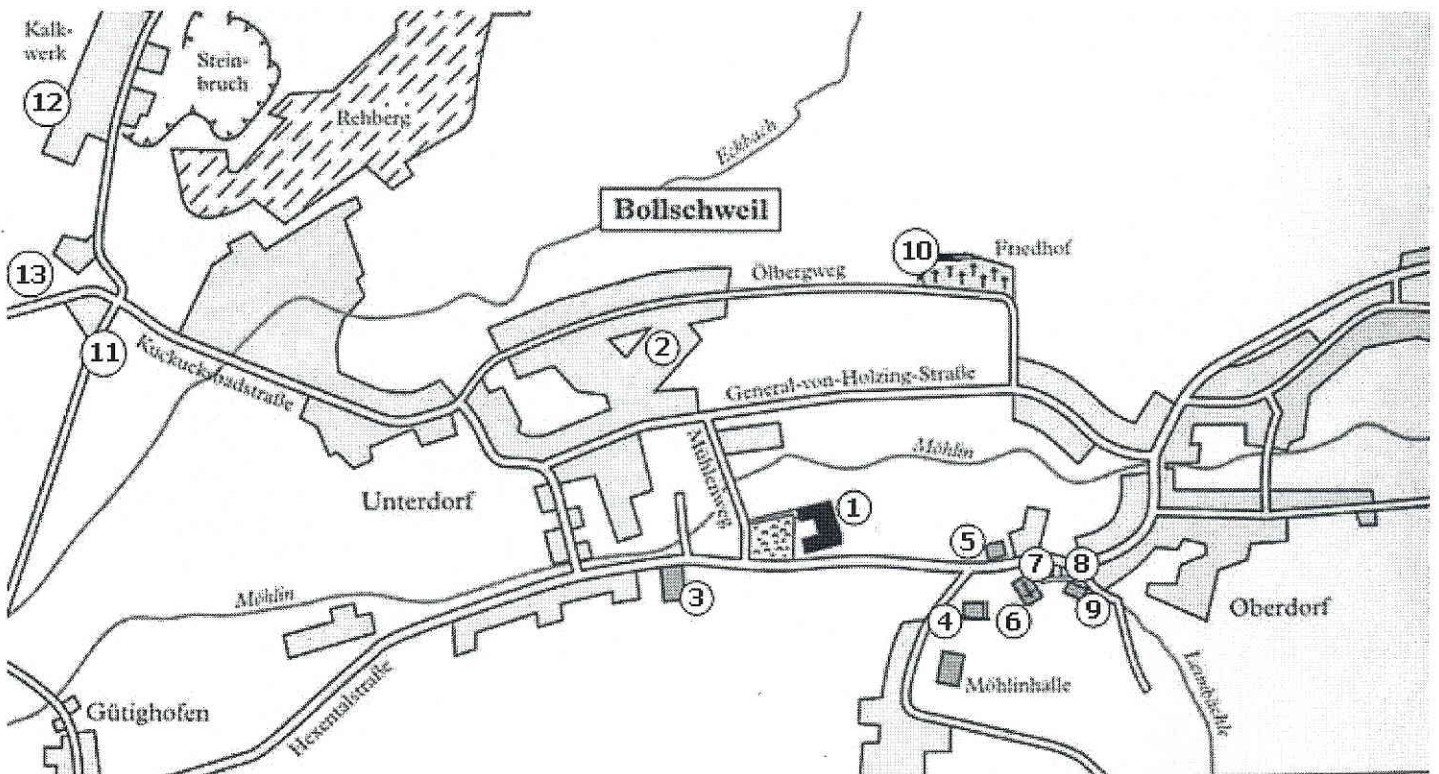 Kalk-
werk
Stein-
bruch
12
Rehberg
Eckbach
Bollschweil
10
Friedhof
13
Ölbergweg
11
2
Kuckucksbadstraße
General-von-Holzing-Straße
Mühlenweg
Möhlin
Unterdorf
1
5
7
8
Möhlin
3
4
6
9
Oberdorf
Möhlinhalle
Gütighofen
Hexentalstraße